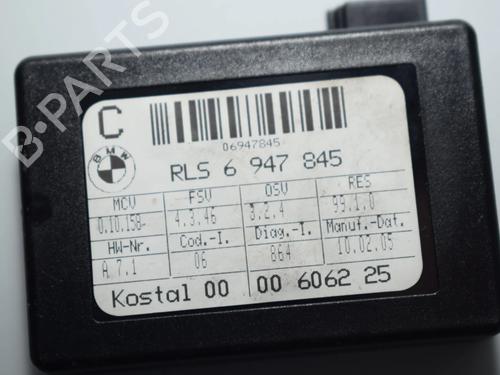 B-PARTS
C
06947845
BMW
RLS 6 947 845
MCV FSV OSV RES
0.10.158 4.3.46 3.2.4 99.1.0
HW-Nr. Cod.-I. Diag.-I. Manuf.-Dat.
A.7.1 06 864 10.02.05
Kostal 00 00 6062 25